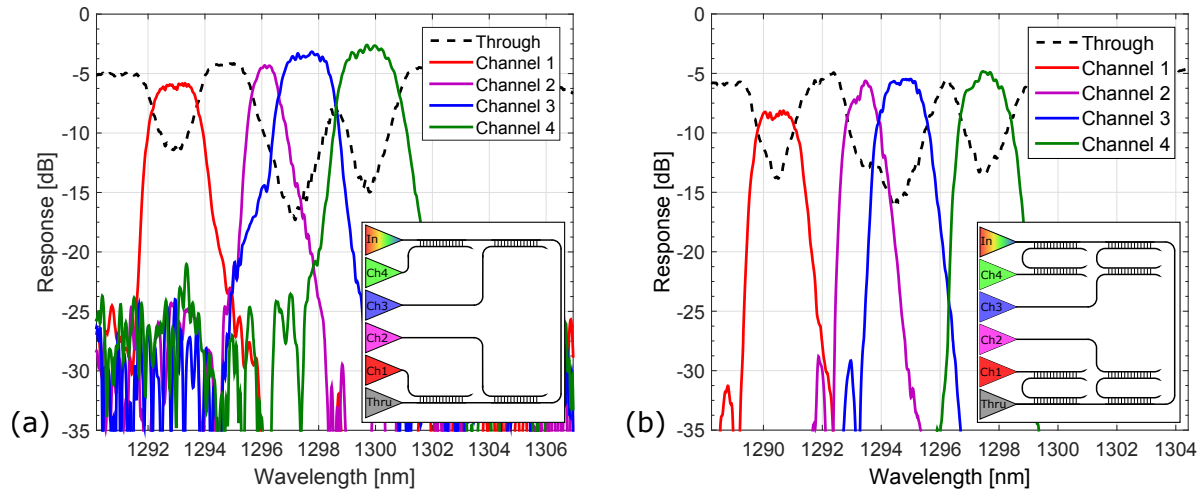 0
-5
-10
-15
-20
-25
-30
-35
Response [dB]
1292
1294
1296
1298
1300
1302
1304
1306
Wavelength [nm]
Through
Channel 1
Channel 2
Channel 3
Channel 4
In
Ch4
Ch3
Ch2
Ch1
Thru
(a)
0
-5
-10
-15
-20
-25
-30
-35
Response [dB]
1290
1292
1294
1296
1298
1300
1302
1304
Wavelength [nm]
Through
Channel 1
Channel 2
Channel 3
Channel 4
In
Ch4
Ch3
Ch2
Ch1
Thru
(b)